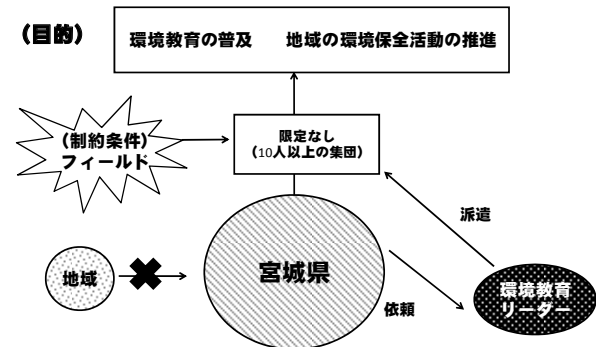 (目的)
環境教育の普及 地域の環境保全活動の推進
(制約条件)
フィールド
限定なし
(10人以上の集団)
派遣
地域
宮城県
環境教育
リーダー
依頼